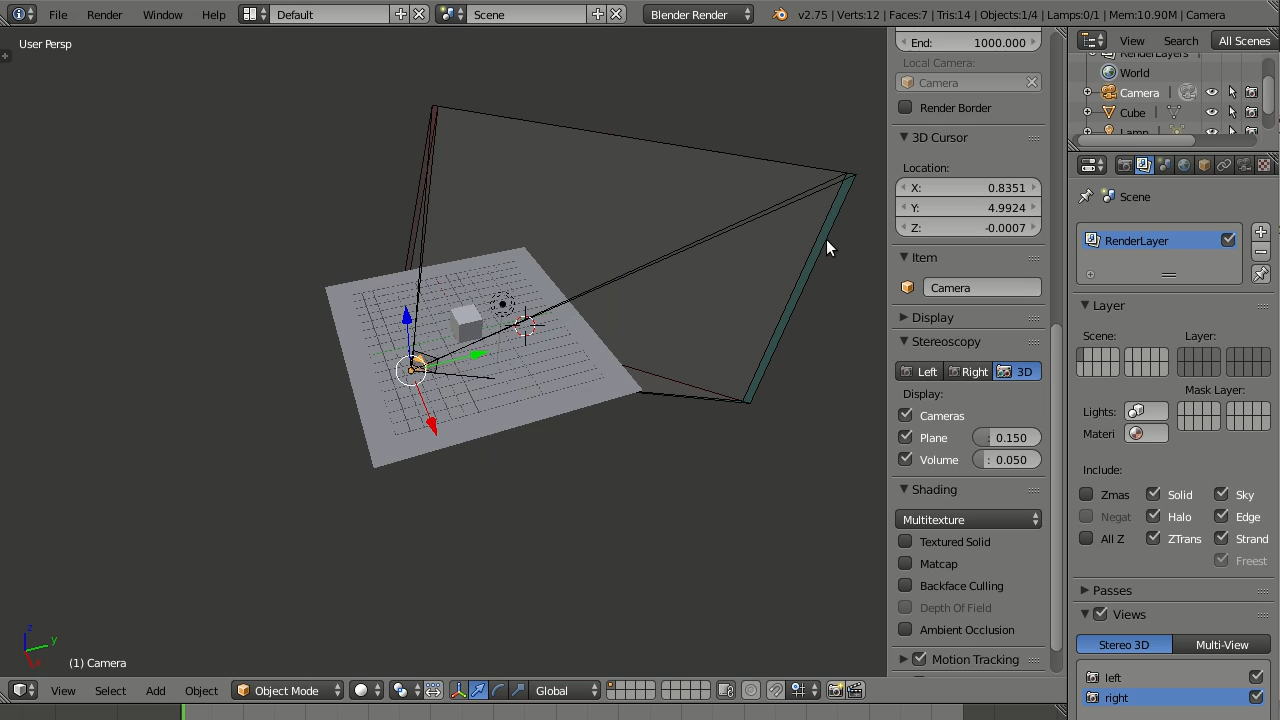 File Render Window Help Default Scene Blender Render v2.75 | Verts:12 | Faces:7 | Tris:14 | Objects:1/4 | Lamps:0/1 | Mem:10.90M | Camera
User Persp
End: 1000.000
Local Camera:
Camera
Render Border
3D Cursor
Location:
X: 0.8351
Y: 4.9924
Z: -0.0007
Item
Camera
Display
Stereoscopy
Left Right 3D
Display:
Cameras
Plane : 0.150
Volume : 0.050
Shading
Multitexture
Textured Solid
Matcap
Backface Culling
Depth Of Field
Ambient Occlusion
Motion Tracking
View Search All Scenes
RenderLayers
World
Camera
Cube
Lamp
Scene
RenderLayer
Layer
Scene: Layer:
Mask Layer:
Lights:
Materi
Include:
Zmas Solid Sky
Negat Halo Edge
All Z ZTrans Strand
Freest
Passes
Views
Stereo 3D Multi-View
left
right
z
y
x
(1) Camera
View Select Add Object Object Mode Global